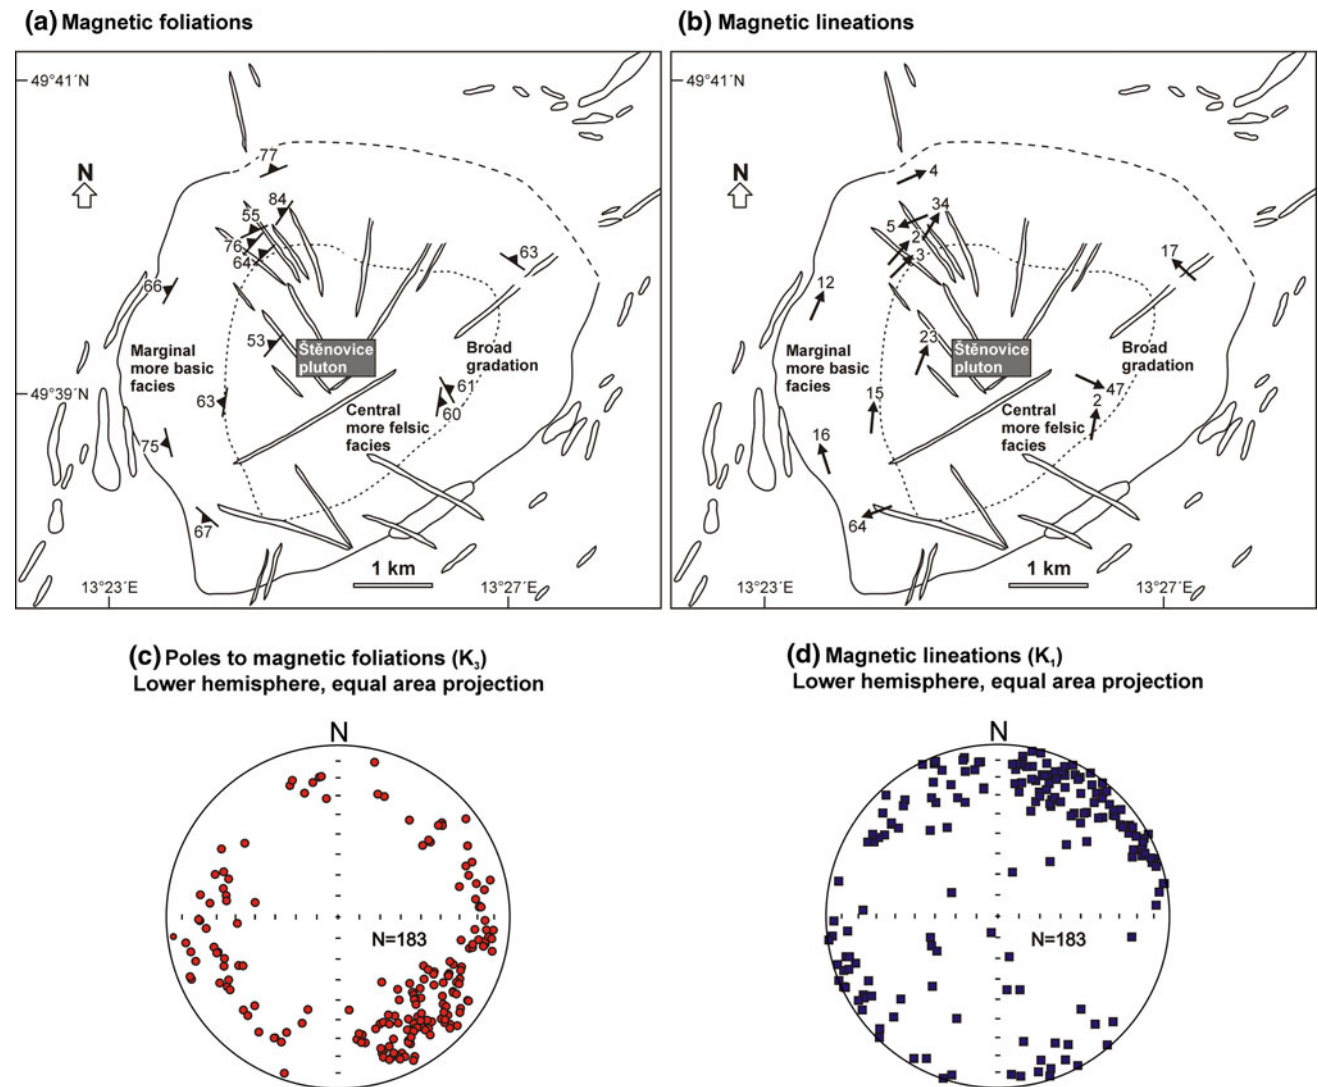 (a) Magnetic foliations
49°41´N
N
77
84
55
76
64
63
66
53
Štěnovice
pluton
Marginal
more basic
facies
Broad
gradation
49°39´N
63
61
60
Central
more felsic
facies
75
67
1 km
13°23´E
13°27´E
(b) Magnetic lineations
49°41´N
N
4
34
5
2
3
17
12
23
Štěnovice
pluton
Marginal
more basic
facies
Broad
gradation
49°39´N
47
15
2
Central
more felsic
facies
16
64
1 km
13°23´E
13°27´E
(c) Poles to magnetic foliations (K3)
Lower hemisphere, equal area projection
N
N=183
(d) Magnetic lineations (K1)
Lower hemisphere, equal area projection
N
N=183